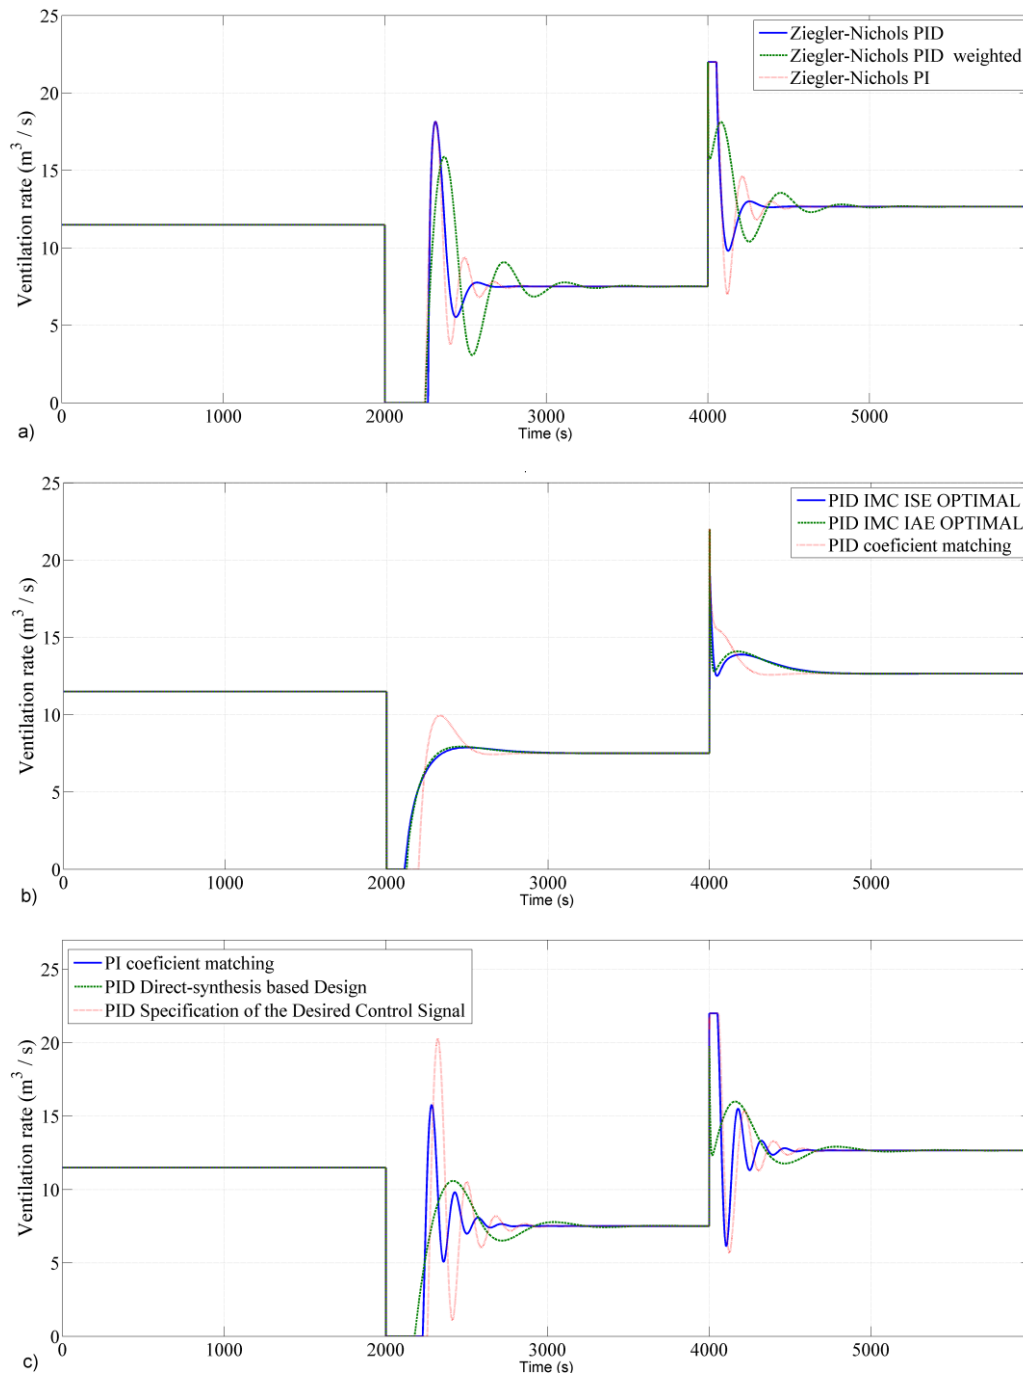 25
20
15
10
5
0
Ventilation rate (m³ / s)
Ziegler-Nichols PID
Ziegler-Nichols PID weighted
Ziegler-Nichols PI
0 1000 2000 3000 4000 5000
Time (s)
a)
25
20
15
10
5
0
Ventilation rate (m³ / s)
PID IMC ISE OPTIMAL
PID IMC IAE OPTIMAL
PID coeficient matching
0 1000 2000 3000 4000 5000
Time (s)
b)
25
20
15
10
5
0
Ventilation rate (m³ / s)
PI coeficient matching
PID Direct-synthesis based Design
PID Specification of the Desired Control Signal
0 1000 2000 3000 4000 5000
Time (s)
c)